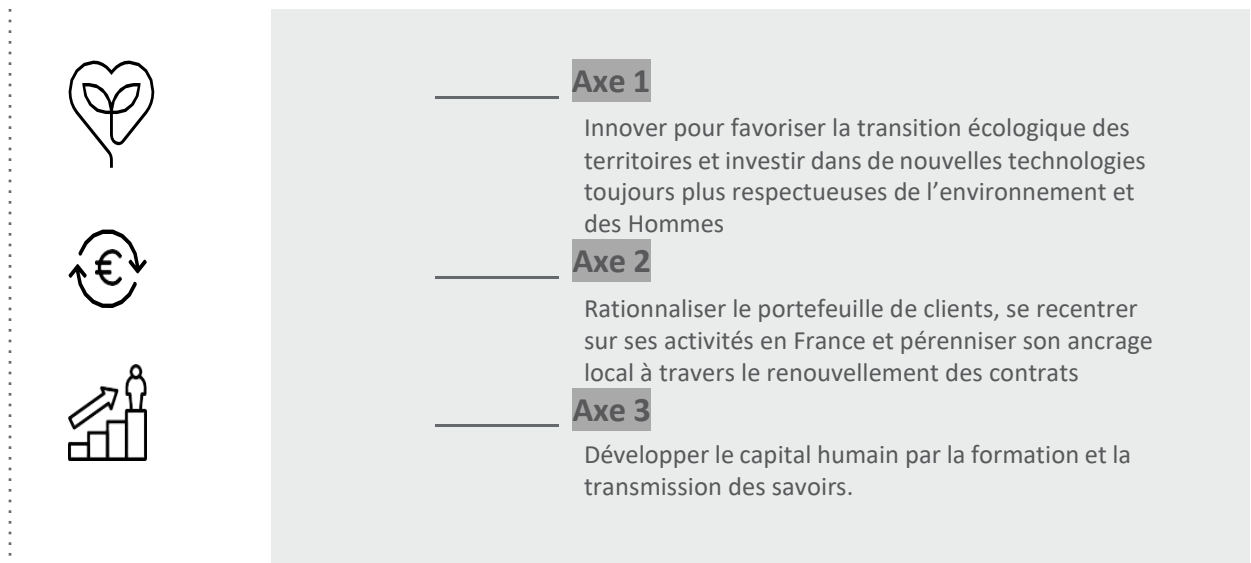 Axe 1
Innover pour favoriser la transition écologique des
territoires et investir dans de nouvelles technologies
toujours plus respectueuses de l’environnement et
des Hommes
Axe 2
Rationnaliser le portefeuille de clients, se recentrer
sur ses activités en France et pérenniser son ancrage
local à travers le renouvellement des contrats
Axe 3
Développer le capital humain par la formation et la
transmission des savoirs.